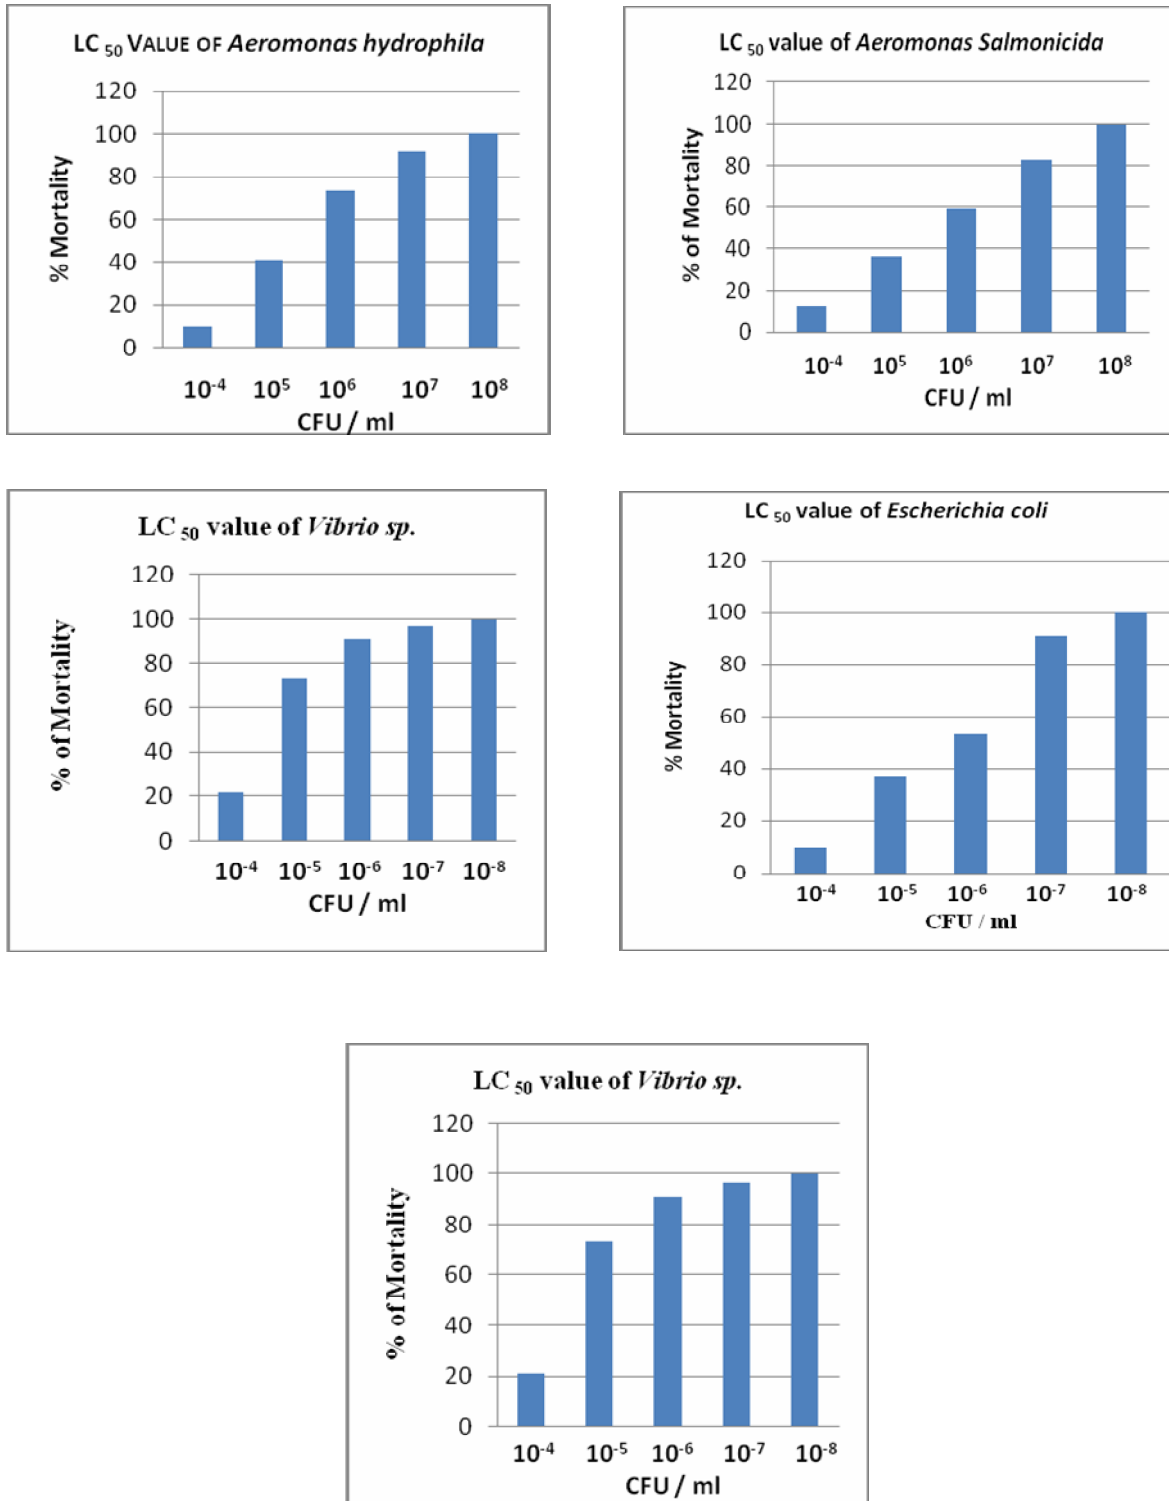 LC 50 VALUE OF Aeromonas hydrophila
120
100
80
60
40
20
0
% Mortality
10-4 105 106 107 108
CFU / ml
LC 50 value of Aeromonas Salmonicida
120
100
80
60
40
20
0
% of Mortality
10-4 105 106 107 108
CFU / ml
LC 50 value of Vibrio sp.
120
100
80
60
40
20
0
% of Mortality
10-4 10-5 10-6 10-7 10-8
CFU / ml
LC 50 value of Escherichia coli
120
100
80
60
40
20
0
% Mortality
10-4 10-5 10-6 10-7 10-8
CFU / ml
LC 50 value of Vibrio sp.
120
100
80
60
40
20
0
% of Mortality
10-4 10-5 10-6 10-7 10-8
CFU / ml